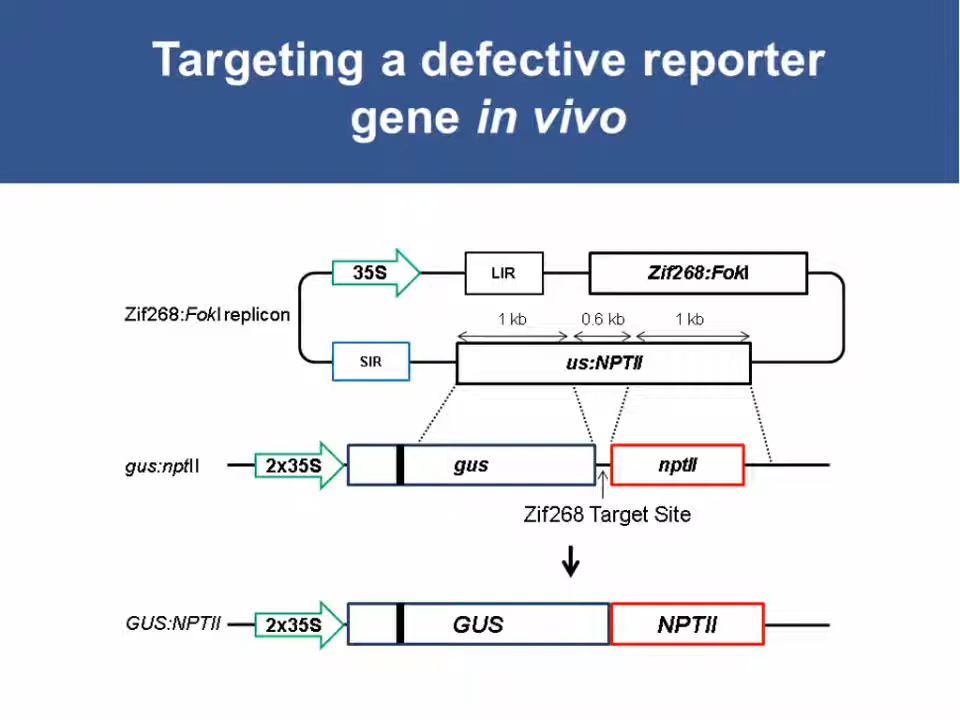 Targeting a defective reporter
gene in vivo
35S
LIR
Zif268:FokI
Zif268:FokI replicon
1 kb
0.6 kb
1 kb
SIR
us:NPTII
gus:nptII
2x35S
gus
nptII
Zif268 Target Site
GUS:NPTII
2x35S
GUS
NPTII